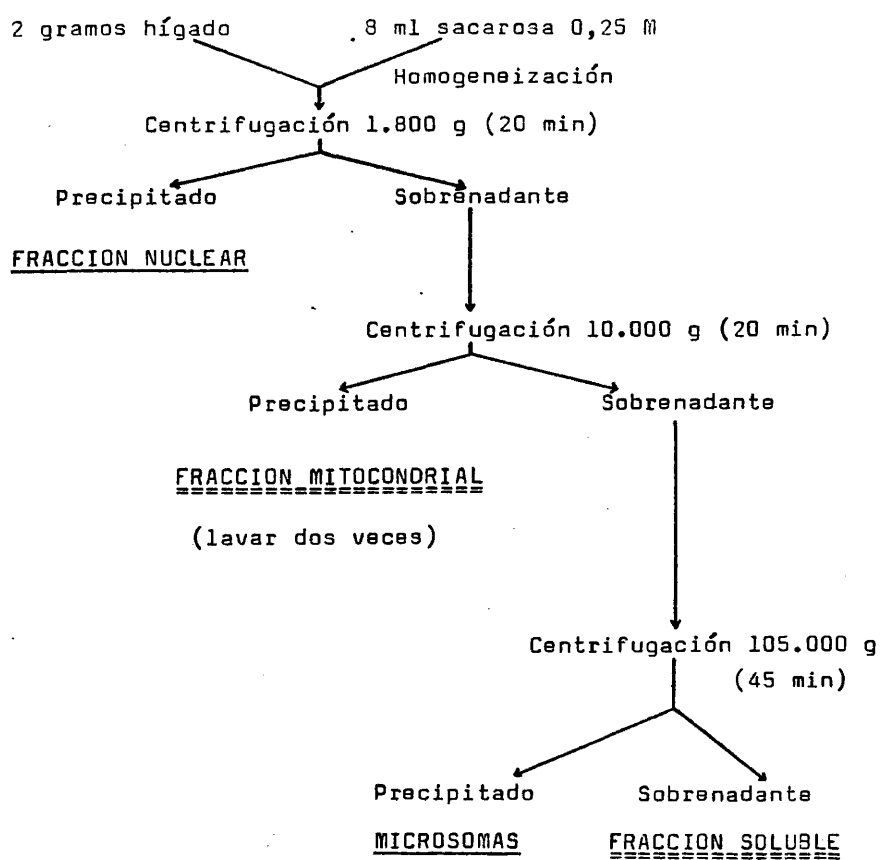 2 gramos hígado .8 ml sacarosa 0,25 M
Homogeneización
Centrifugación 1.800 g (20 min)
Precipitado Sobrenadante
FRACCION NUCLEAR
Centrifugación 10.000 g (20 min)
Precipitado Sobrenadante
FRACCION MITOCONDRIAL
(lavar dos veces)
Centrifugación 105.000 g
(45 min)
Precipitado Sobrenadante
MICROSOMAS FRACCION SOLUBLE